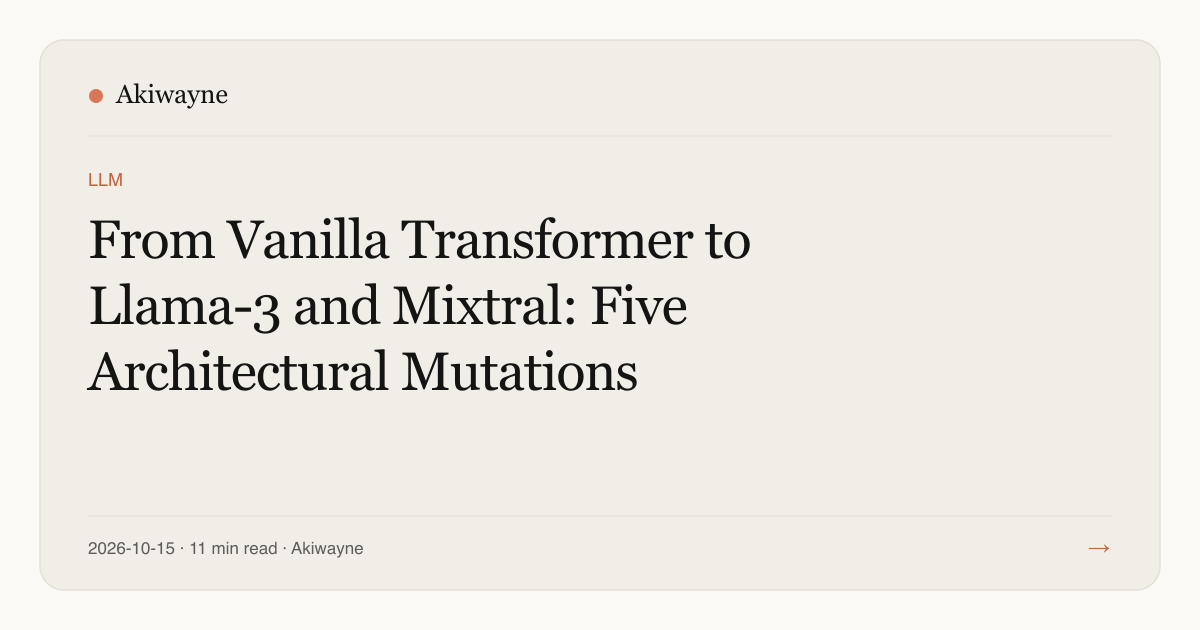 Akiwayne
LLM
From Vanilla Transformer to
Llama-3 and Mixtral: Five
Architectural Mutations
2026-10-15 · 11 min read · Akiwayne
→